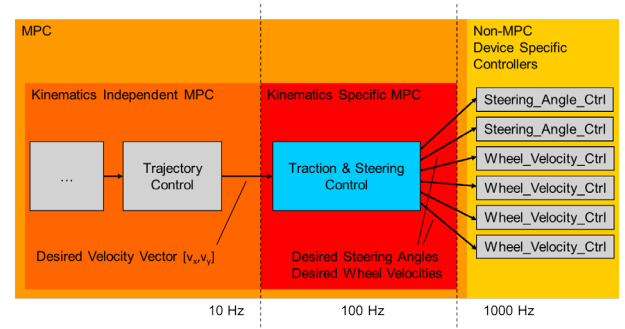 MPC
Non-MPC
Device Specific
Controllers
Kinematics Independent MPC
Kinematics Specific MPC
...
Trajectory
Control
Traction & Steering
Control
Steering_Angle_Ctrl
Steering_Angle_Ctrl
Wheel_Velocity_Ctrl
Wheel_Velocity_Ctrl
Wheel_Velocity_Ctrl
Wheel_Velocity_Ctrl
Desired Velocity Vector [vx,vy]
Desired Steering Angles
Desired Wheel Velocities
10 Hz
100 Hz
1000 Hz